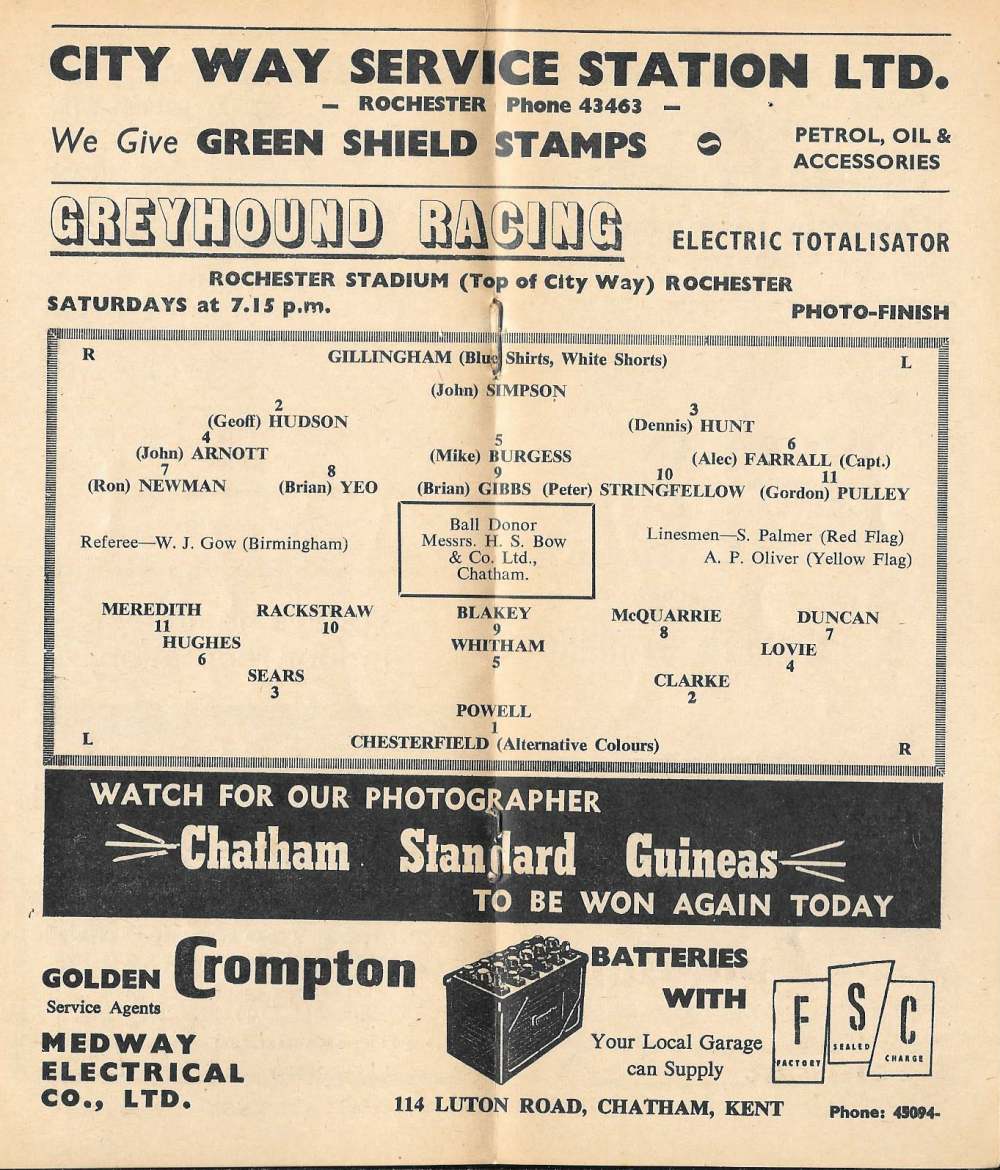 CITY WAY SERVICE STATION LTD.
— ROCHESTER Phone 43463 —
We Give GREEN SHIELD STAMPS
PETROL, OIL &
ACCESSORIES
GREYHOUND RACING
ELECTRIC TOTALISATOR
ROCHESTER STADIUM (Top of City Way) ROCHESTER
SATURDAYS at 7.15 p.m.
PHOTO-FINISH
R GILLINGHAM (Blue Shirts, White Shorts) L
(John) SIMPSON
2 3
(Geoff) HUDSON (Dennis) HUNT
4 5 6
(John) ARNOTT (Mike) BURGESS (Alec) FARRALL (Capt.)
7 8 9 10 11
(Ron) NEWMAN (Brian) YEO (Brian) GIBBS (Peter) STRINGFELLOW (Gordon) PULLEY
Referee—W. J. Gow (Birmingham)
Ball Donor
Messrs. H. S. Bow
& Co. Ltd.,
Chatham.
Linesmen—S. Palmer (Red Flag)
A. P. Oliver (Yellow Flag)
MEREDITH RACKSTRAW BLAKEY McQUARRIE DUNCAN
11 10 9 8 7
HUGHES WHITHAM LOVIE
6 5 4
SEARS CLARKE
3 2
POWELL
1
L CHESTERFIELD (Alternative Colours) R
WATCH FOR OUR PHOTOGRAPHER
Chatham Standard Guineas
TO BE WON AGAIN TODAY
GOLDEN Crompton
Service Agents
MEDWAY
ELECTRICAL
CO., LTD.
BATTERIES
WITH
Your Local Garage
can Supply
F S C
FACTORY SEALED CHARGE
114 LUTON ROAD, CHATHAM, KENT
Phone: 45094-